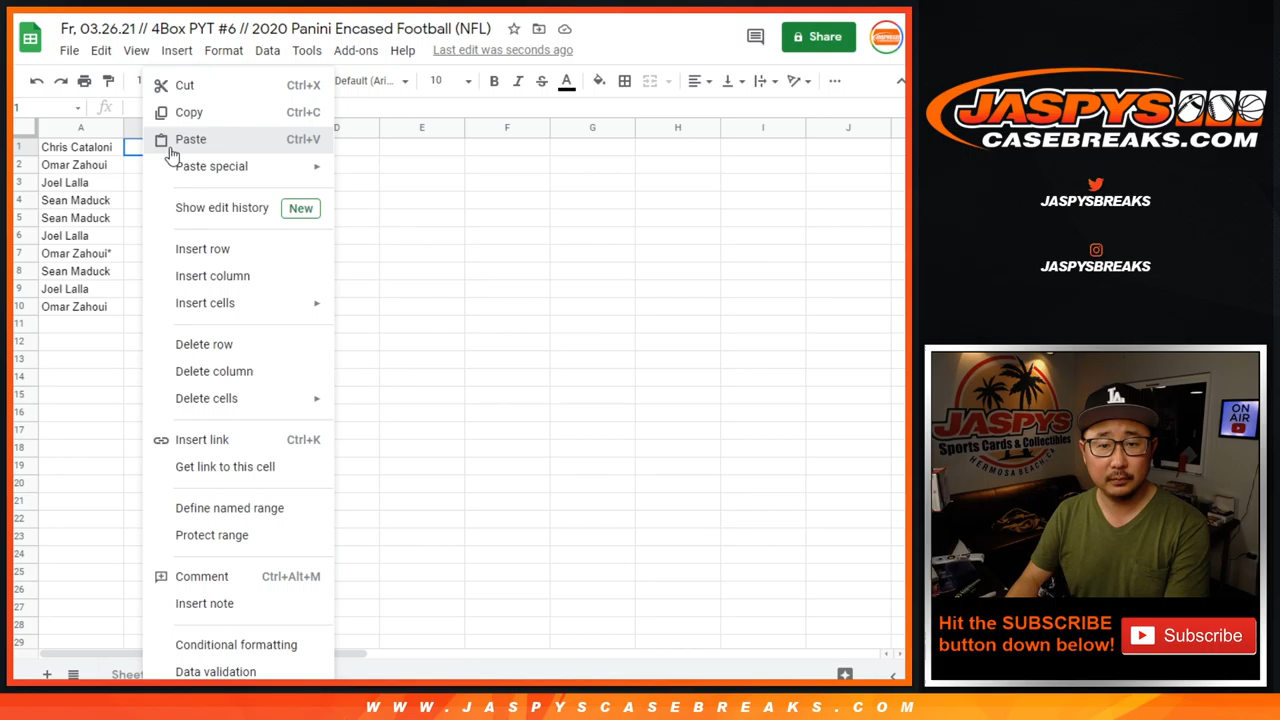 Fr, 03.26.21 // 4Box PYT #6 // 2020 Panini Encased Football (NFL)
File Edit View Insert Format Data Tools Add-ons Help Last edit was seconds ago
Share
Default (Ari... 10 B I S A
fx
A D E F G H I J
1 Chris Cataloni
2 Omar Zahoui
3 Joel Lalla
4 Sean Maduck
5 Sean Maduck
6 Joel Lalla
7 Omar Zahoui*
8 Sean Maduck
9 Joel Lalla
10 Omar Zahoui
11
12
13
14
15
16
17
18
19
20
21
22
23
24
25
26
27
28
29
Cut Ctrl+X
Copy Ctrl+C
Paste Ctrl+V
Paste special
Show edit history New
Insert row
Insert column
Insert cells
Delete row
Delete column
Delete cells
Insert link Ctrl+K
Get link to this cell
Define named range
Protect range
Comment Ctrl+Alt+M
Insert note
Conditional formatting
Data validation
JASPYS
CASEBREAKS.COM
JASPYSBREAKS
JASPYSBREAKS
JASPYS
Sports Cards & Collectibles
HERMOSA BEACH, CA
LA
ON AIR
Hit the SUBSCRIBE
button down below!
Subscribe
WWW.JASPYSCASEBREAKS.COM